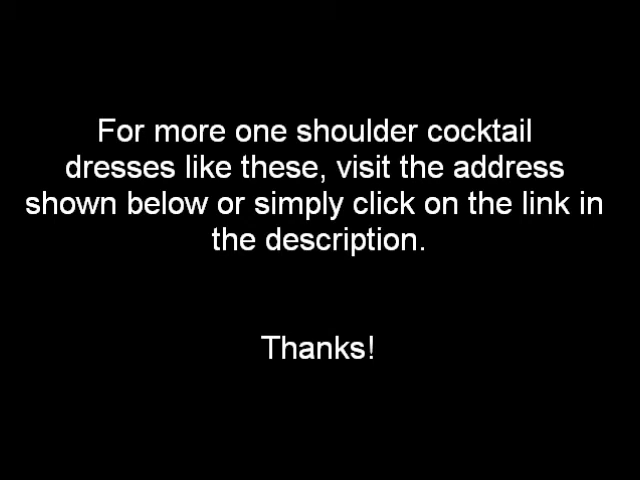 For more one shoulder cocktail
dresses like these, visit the address
shown below or simply click on the link in
the description.
Thanks!